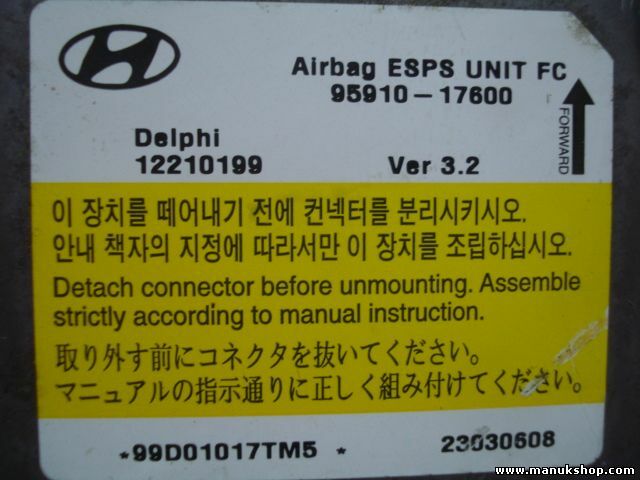 Airbag ESPS UNIT FC
95910-17600
FORWARD
Delphi
12210199 Ver 3.2
이 장치를 떼어내기 전에 컨넥터를 분리시키시오.
안내 책자의 지정에 따라서만 이 장치를 조립하십시오.
Detach connector before unmounting. Assemble
strictly according to manual instruction.
取り外す前にコネクタを抜いてください。
マニュアルの指示通りに正しく組み付けてください。
*99D01017TM5 * 23030608
www.manukshop.com